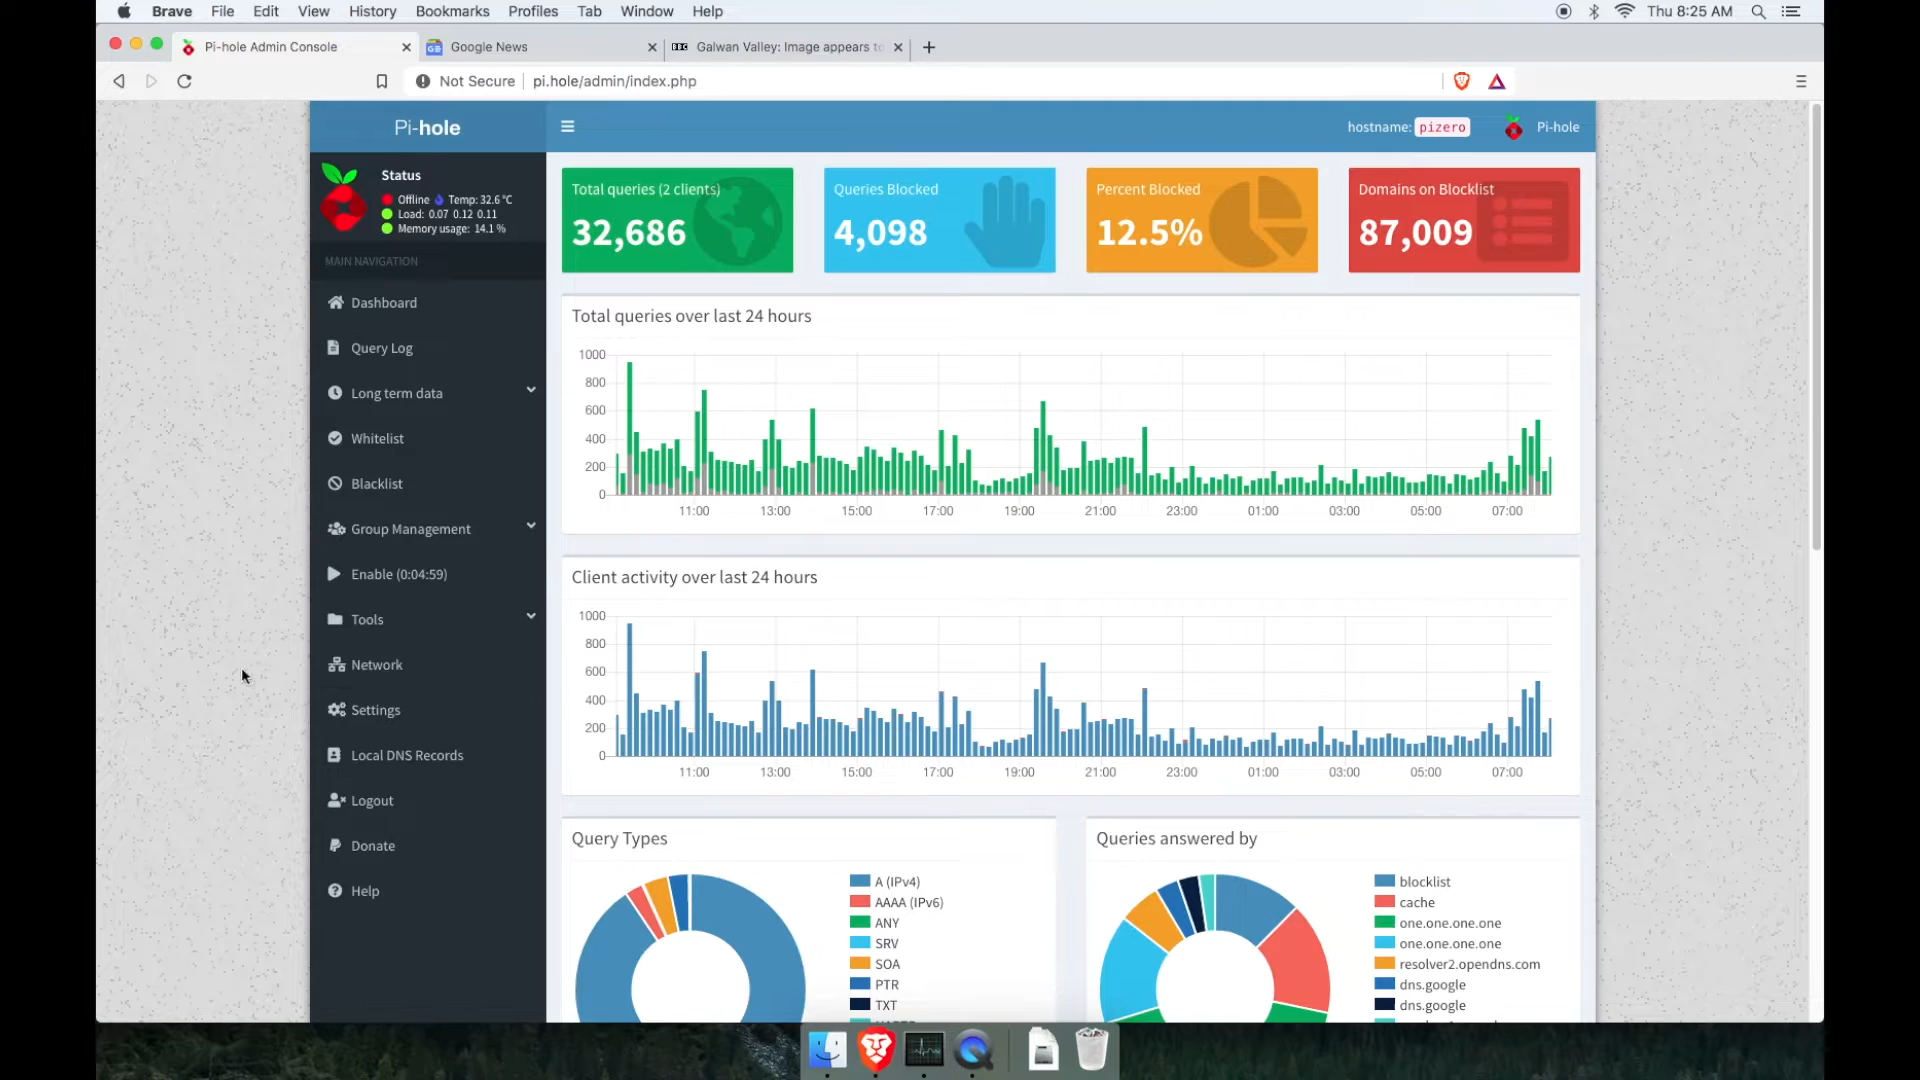 Brave File Edit View History Bookmarks Profiles Tab Window Help Thu 8:25 AM
Pi-hole Admin Console Google News BBC Galwan Valley: Image appears to
Not Secure pi.hole/admin/index.php
Pi-hole hostname: pizero Pi-hole
Status
Offline Temp: 32.6 °C
Load: 0.07 0.12 0.11
Memory usage: 14.1 %
MAIN NAVIGATION
Dashboard
Query Log
Long term data
Whitelist
Blacklist
Group Management
Enable (0:04:59)
Tools
Network
Settings
Local DNS Records
Logout
Donate
Help
Total queries (2 clients)
32,686
Queries Blocked
4,098
Percent Blocked
12.5%
Domains on Blocklist
87,009
Total queries over last 24 hours
1000
800
600
400
200
0
11:00 13:00 15:00 17:00 19:00 21:00 23:00 01:00 03:00 05:00 07:00
Client activity over last 24 hours
1000
800
600
400
200
0
11:00 13:00 15:00 17:00 19:00 21:00 23:00 01:00 03:00 05:00 07:00
Query Types
A (IPv4)
AAAA (IPv6)
ANY
SRV
SOA
PTR
TXT
Queries answered by
blocklist
cache
one.one.one.one
one.one.one.one
resolver2.opendns.com
dns.google
dns.google